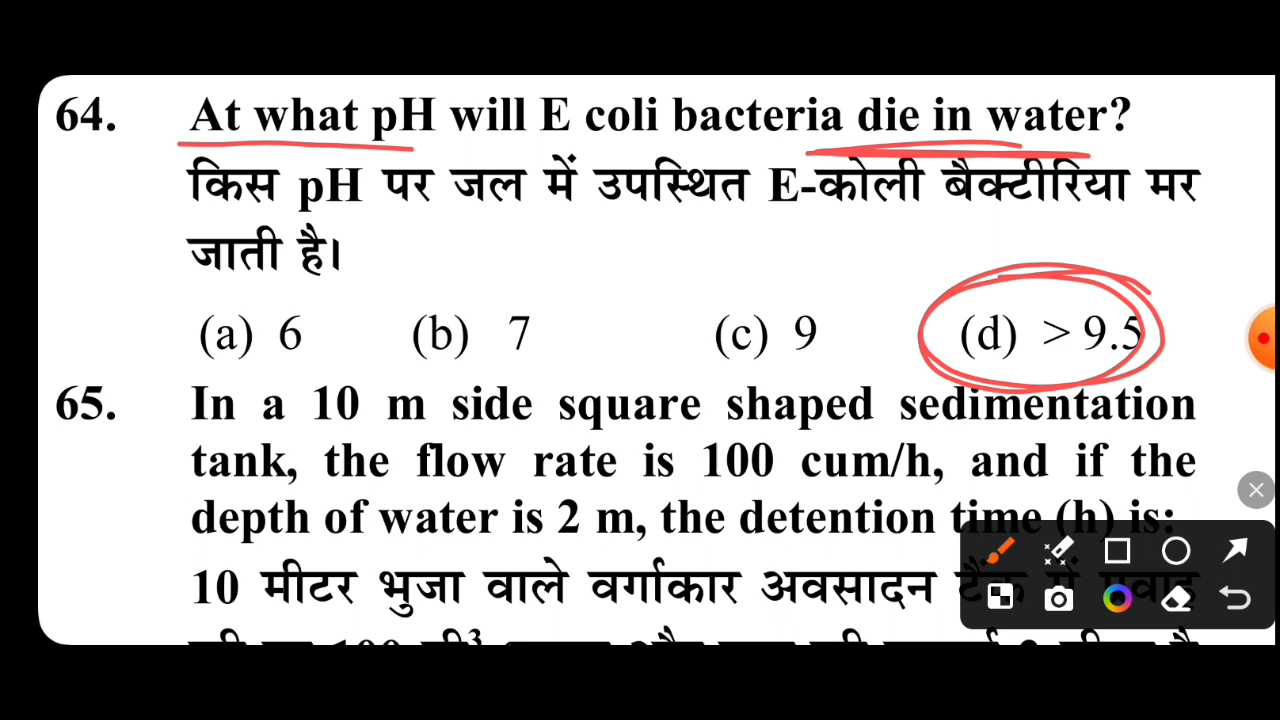 64. At what pH will E coli bacteria die in water?
किस pH पर जल में उपस्थित E-कोली बैक्टीरिया मर
जाती है।
(a) 6 (b) 7 (c) 9 (d) > 9.5
65. In a 10 m side square shaped sedimentation
tank, the flow rate is 100 cum/h, and if the
depth of water is 2 m, the detention time (h) is:
10 मीटर भुजा वाले वर्गाकार अवसादन टैंक में प्रवाह